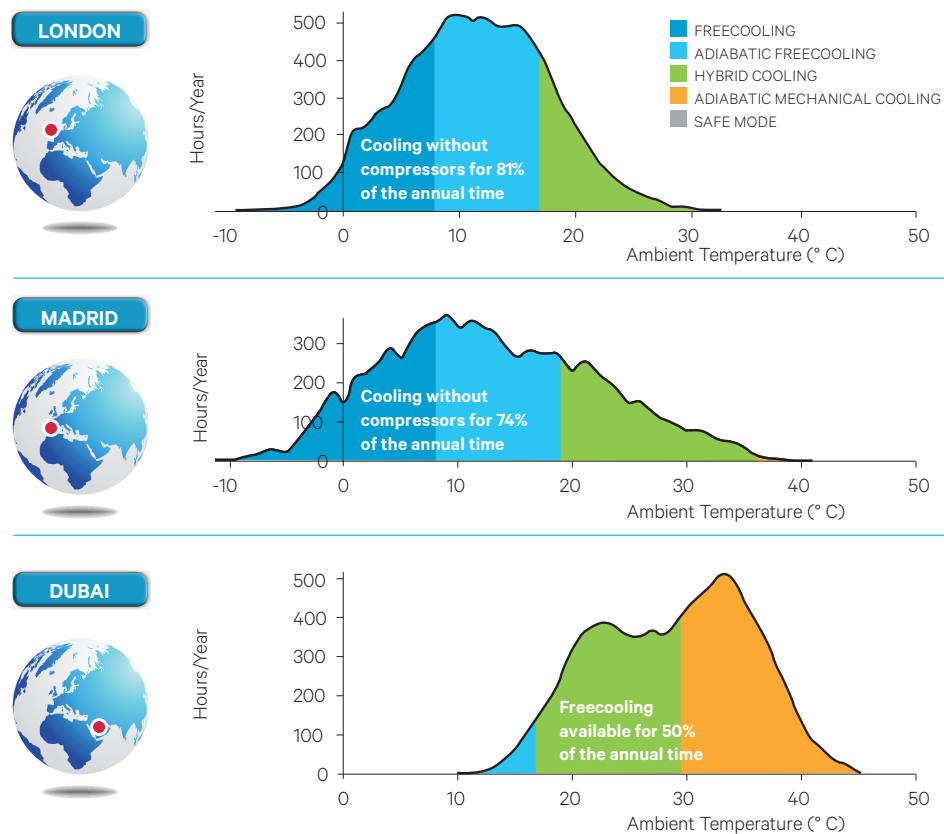 LONDON
Hours/Year
500
400
300
200
100
0
Cooling without
compressors for 81%
of the annual time
FREECOOLING
ADIABATIC FREECOOLING
HYBRID COOLING
ADIABATIC MECHANICAL COOLING
SAFE MODE
-10 0 10 20 30 40 50
Ambient Temperature (° C)
MADRID
Hours/Year
300
200
100
0
Cooling without
compressors for 74%
of the annual time
-10 0 10 20 30 40 50
Ambient Temperature (° C)
DUBAI
Hours/Year
500
400
300
200
100
0
Freecooling
available for 50%
of the annual time
0 10 20 30 40 50
Ambient Temperature (° C)